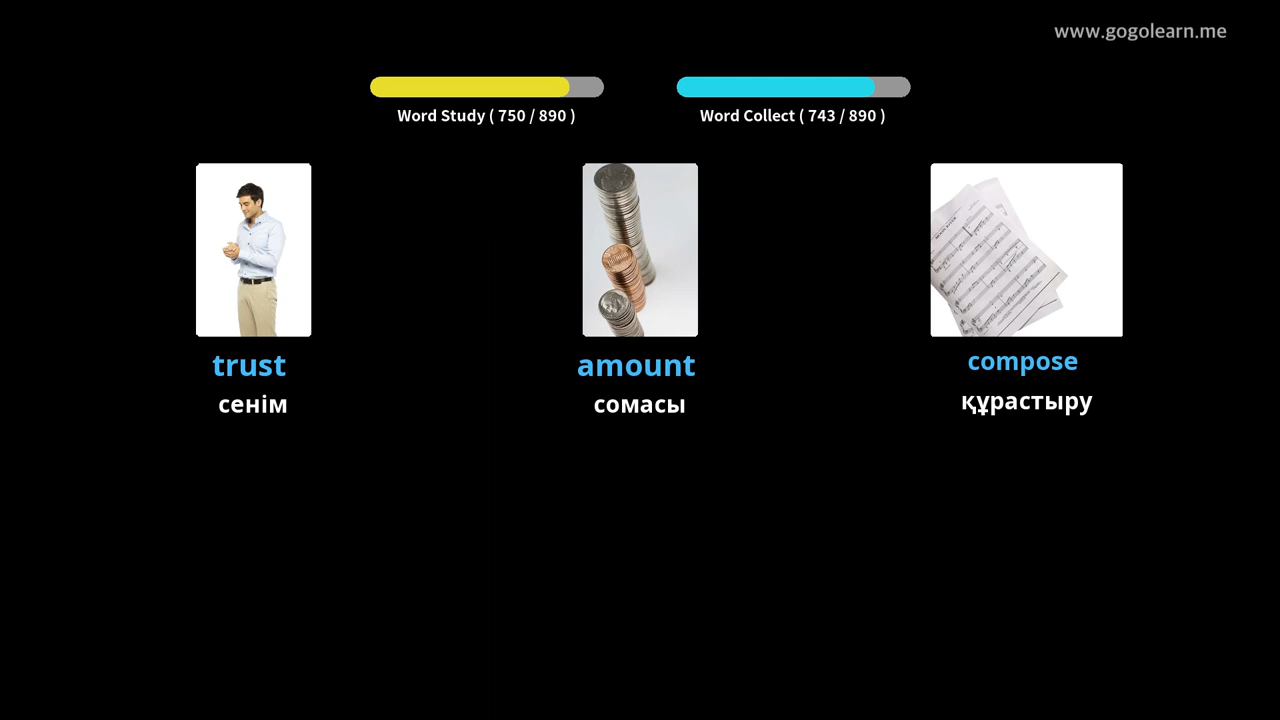 www.gogolearn.me
Word Study ( 750 / 890 )
Word Collect ( 743 / 890 )
trust
amount
compose
сенім
сомасы
құрастыру